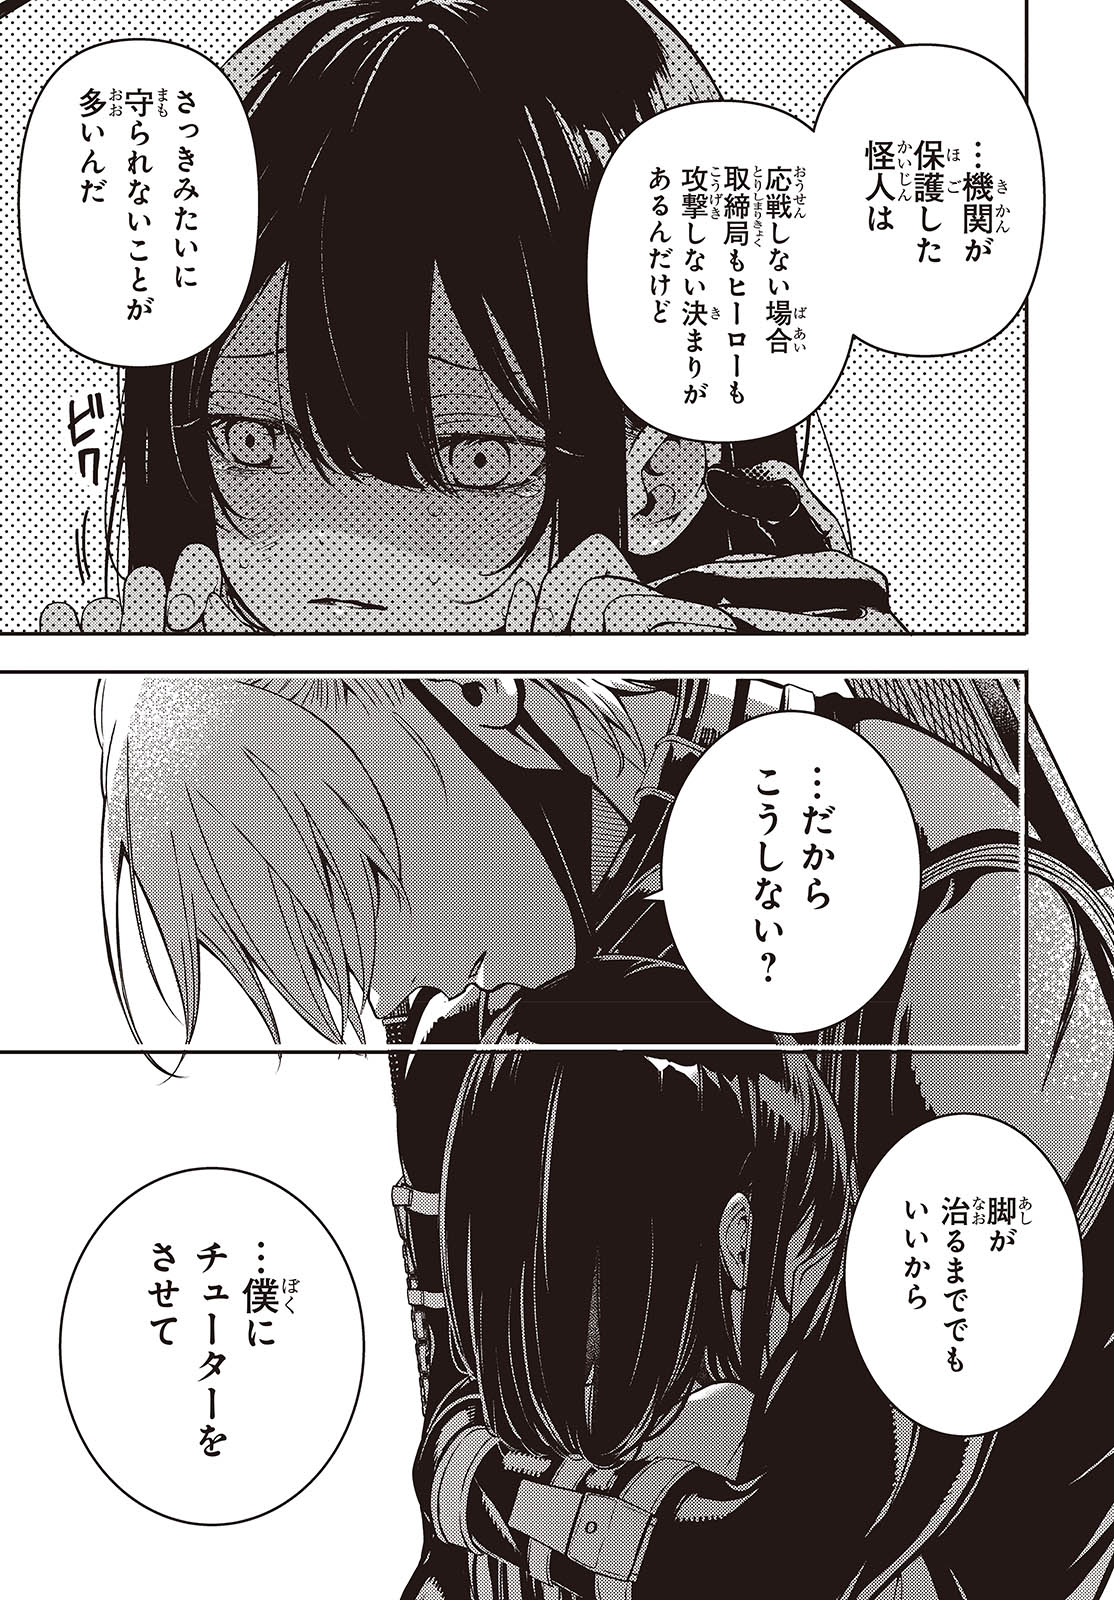 …機関が
保護した
怪人は
応戦しない場合
取締局もヒーローも
攻撃しない決まりが
あるんだけど
さっきみたいに
守られないことが
多いんだ
ビク
…だから
こうしない？
脚が
治るまででも
いいから
…僕に
チューターを
させて